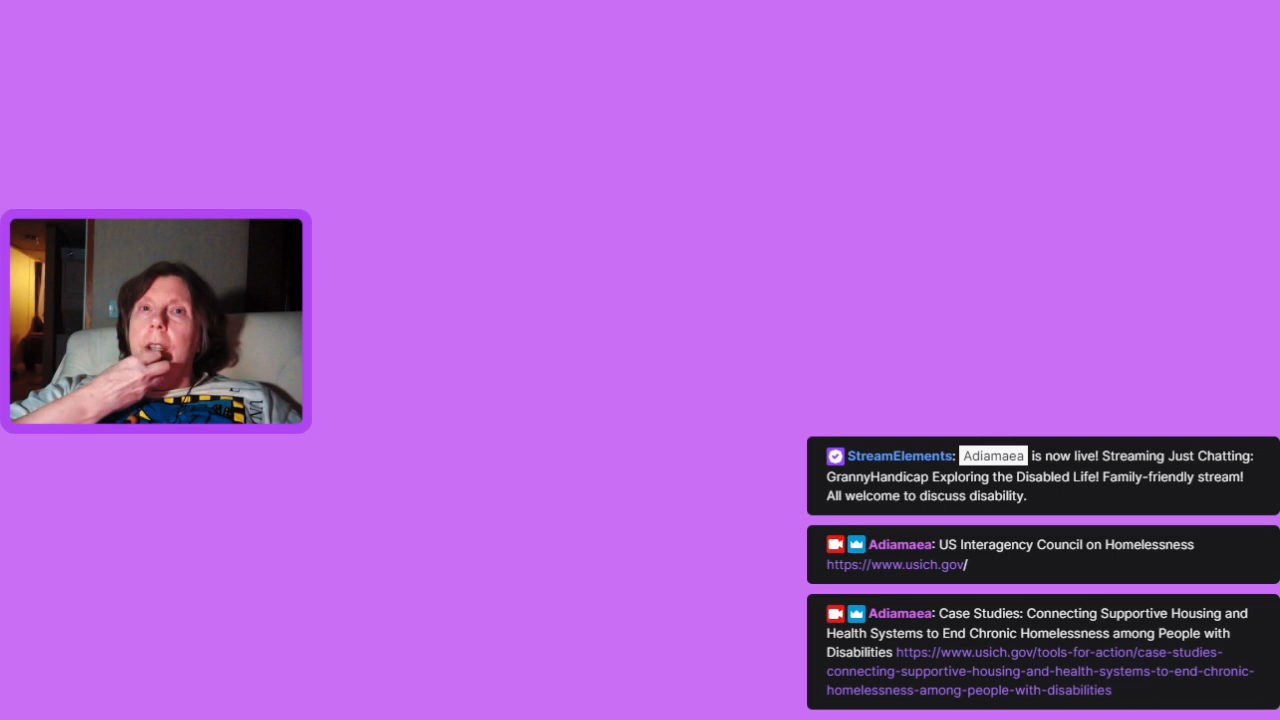 StreamElements: Adiamaea is now live! Streaming Just Chatting:
GrannyHandicap Exploring the Disabled Life! Family-friendly stream!
All welcome to discuss disability.
Adiamaea: US Interagency Council on Homelessness
https://www.usich.gov/
Adiamaea: Case Studies: Connecting Supportive Housing and
Health Systems to End Chronic Homelessness among People with
Disabilities https://www.usich.gov/tools-for-action/case-studies-
connecting-supportive-housing-and-health-systems-to-end-chronic-
homelessness-among-people-with-disabilities